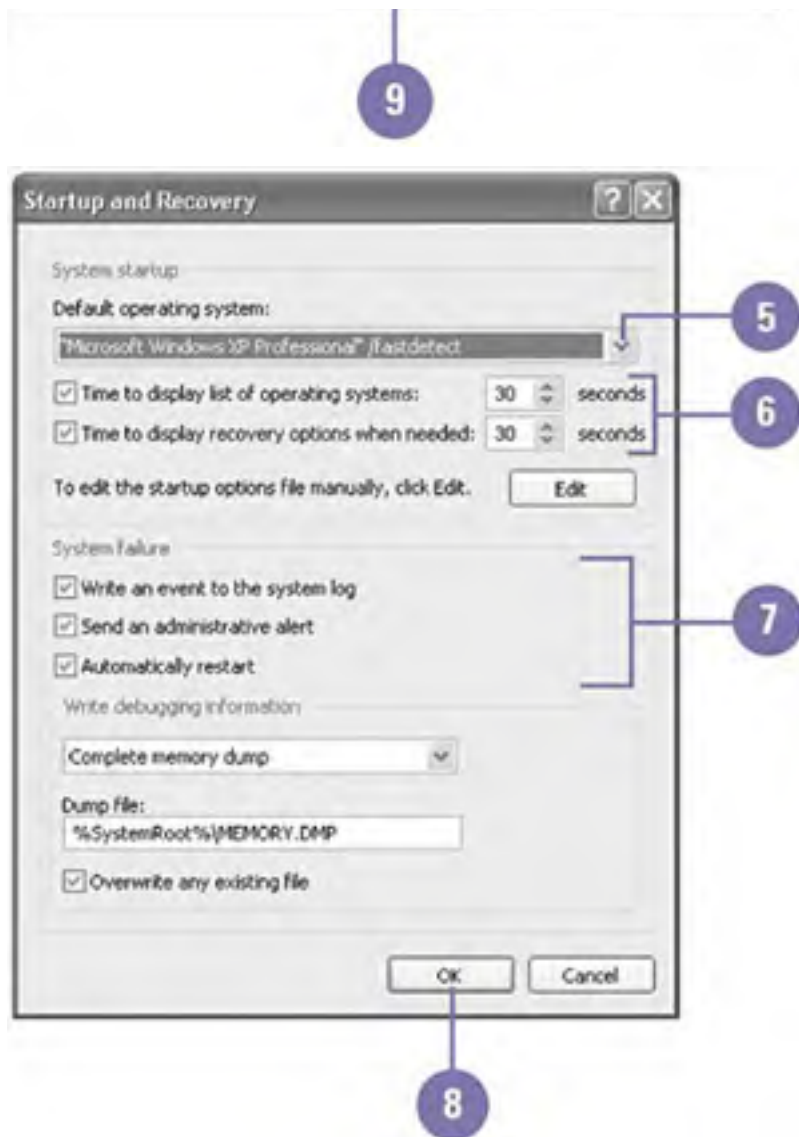 9
Startup and Recovery
System startup
Default operating system:
5
"Microsoft Windows XP Professional" /fastdetect
Time to display list of operating systems: 30 seconds
6
Time to display recovery options when needed: 30 seconds
To edit the startup options file manually, click Edit. Edit
System failure
Write an event to the system log
Send an administrative alert
7
Automatically restart
Write debugging information
Complete memory dump
Dump file:
%SystemRoot%\MEMORY.DMP
Overwrite any existing file
OK Cancel
8